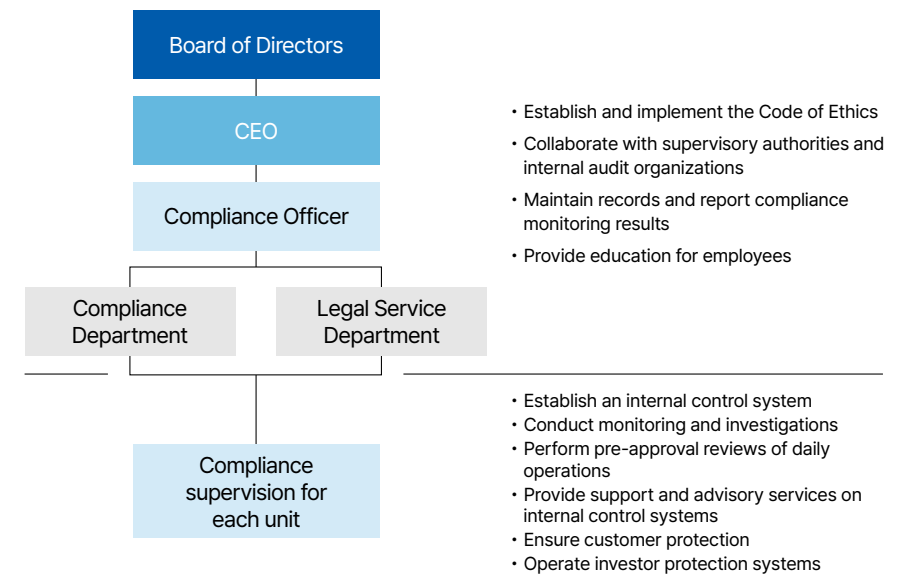 Board of Directors
CEO
Compliance Officer
Compliance
Department
Legal Service
Department
Compliance
supervision for
each unit
・Establish and implement the Code of Ethics
・Collaborate with supervisory authorities and
internal audit organizations
・Maintain records and report compliance
monitoring results
・Provide education for employees
・Establish an internal control system
・Conduct monitoring and investigations
・Perform pre-approval reviews of daily
operations
・Provide support and advisory services on
internal control systems
・Ensure customer protection
・Operate investor protection systems